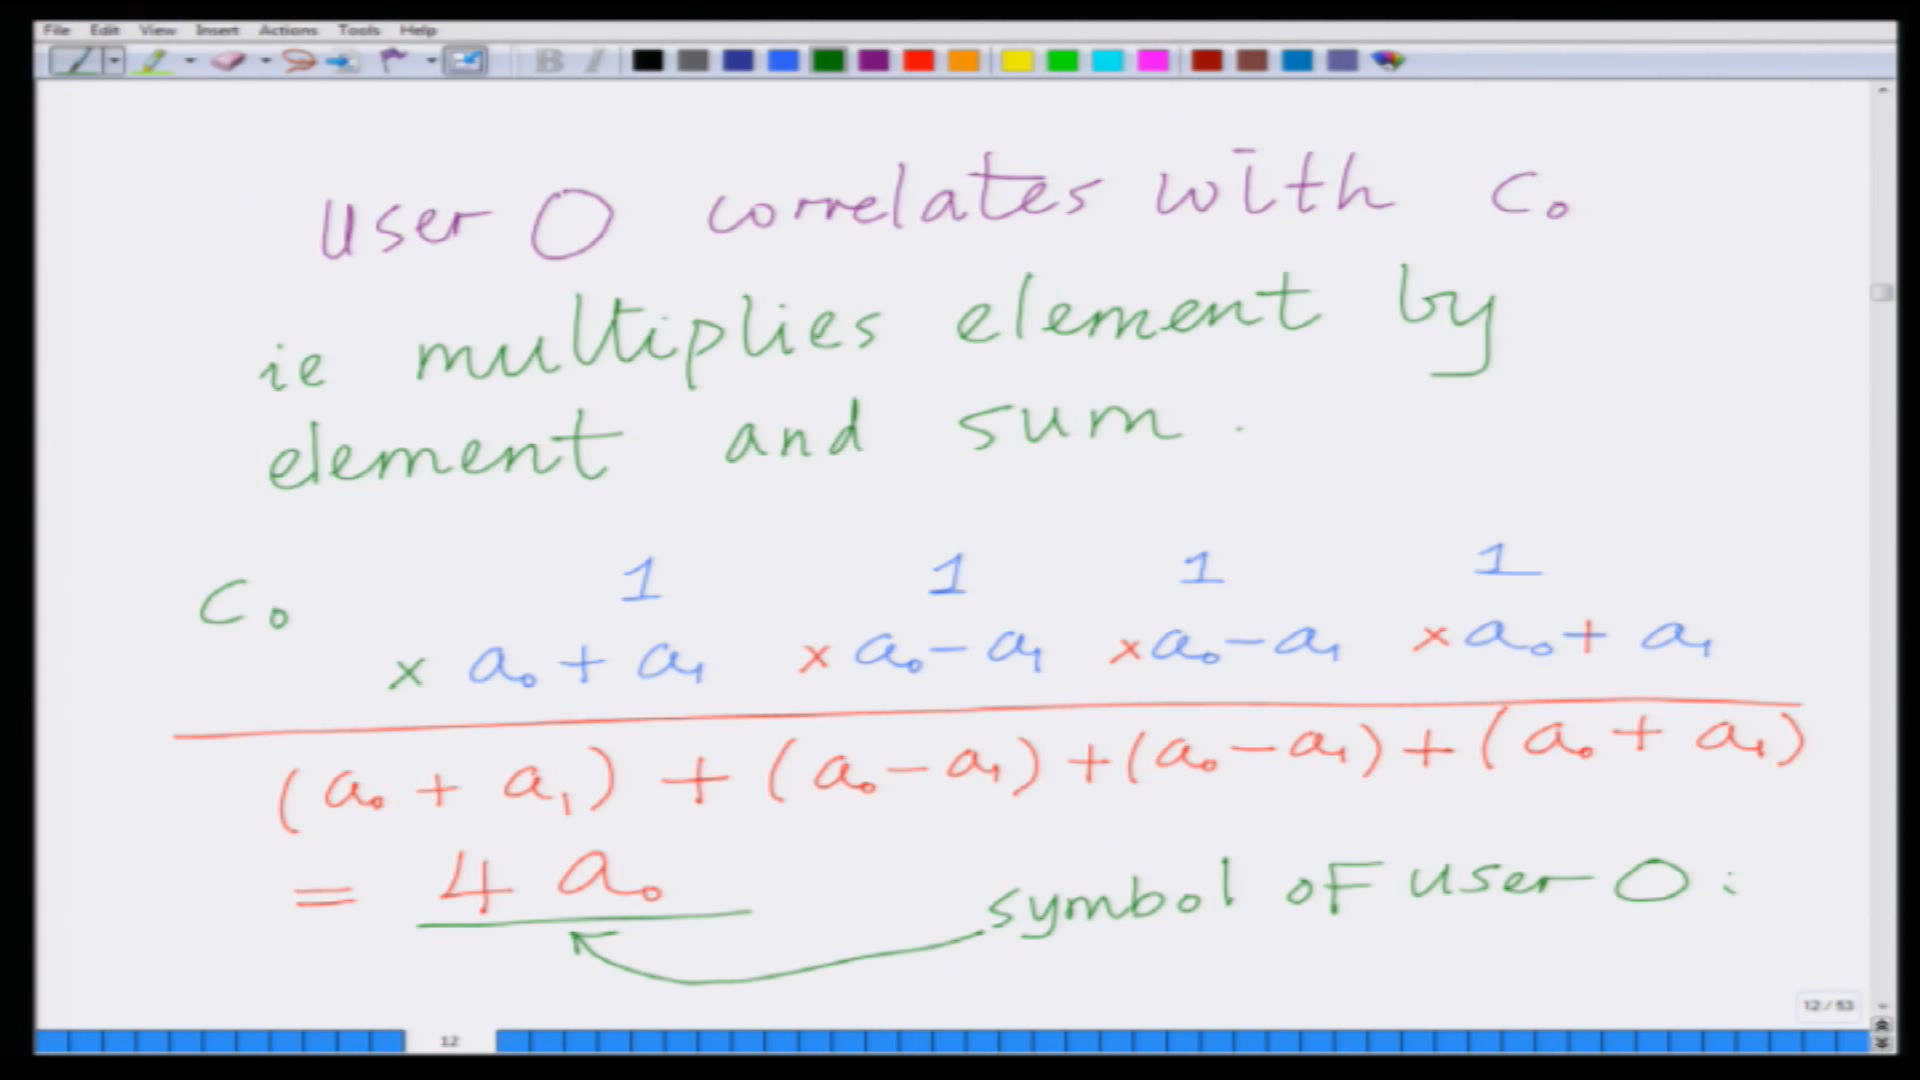 File Edit View Insert Actions Tools Help
B I
user 0 correlates with c₀
ie multiplies element by
element and sum.
C₀ 1 1 1 1
× a₀ + a₁ × a₀ - a₁ × a₀ - a₁ × a₀ + a₁
(a₀ + a₁) + (a₀ - a₁) + (a₀ - a₁) + (a₀ + a₁)
= 4 a₀ symbol of user 0:
12 / 53
12